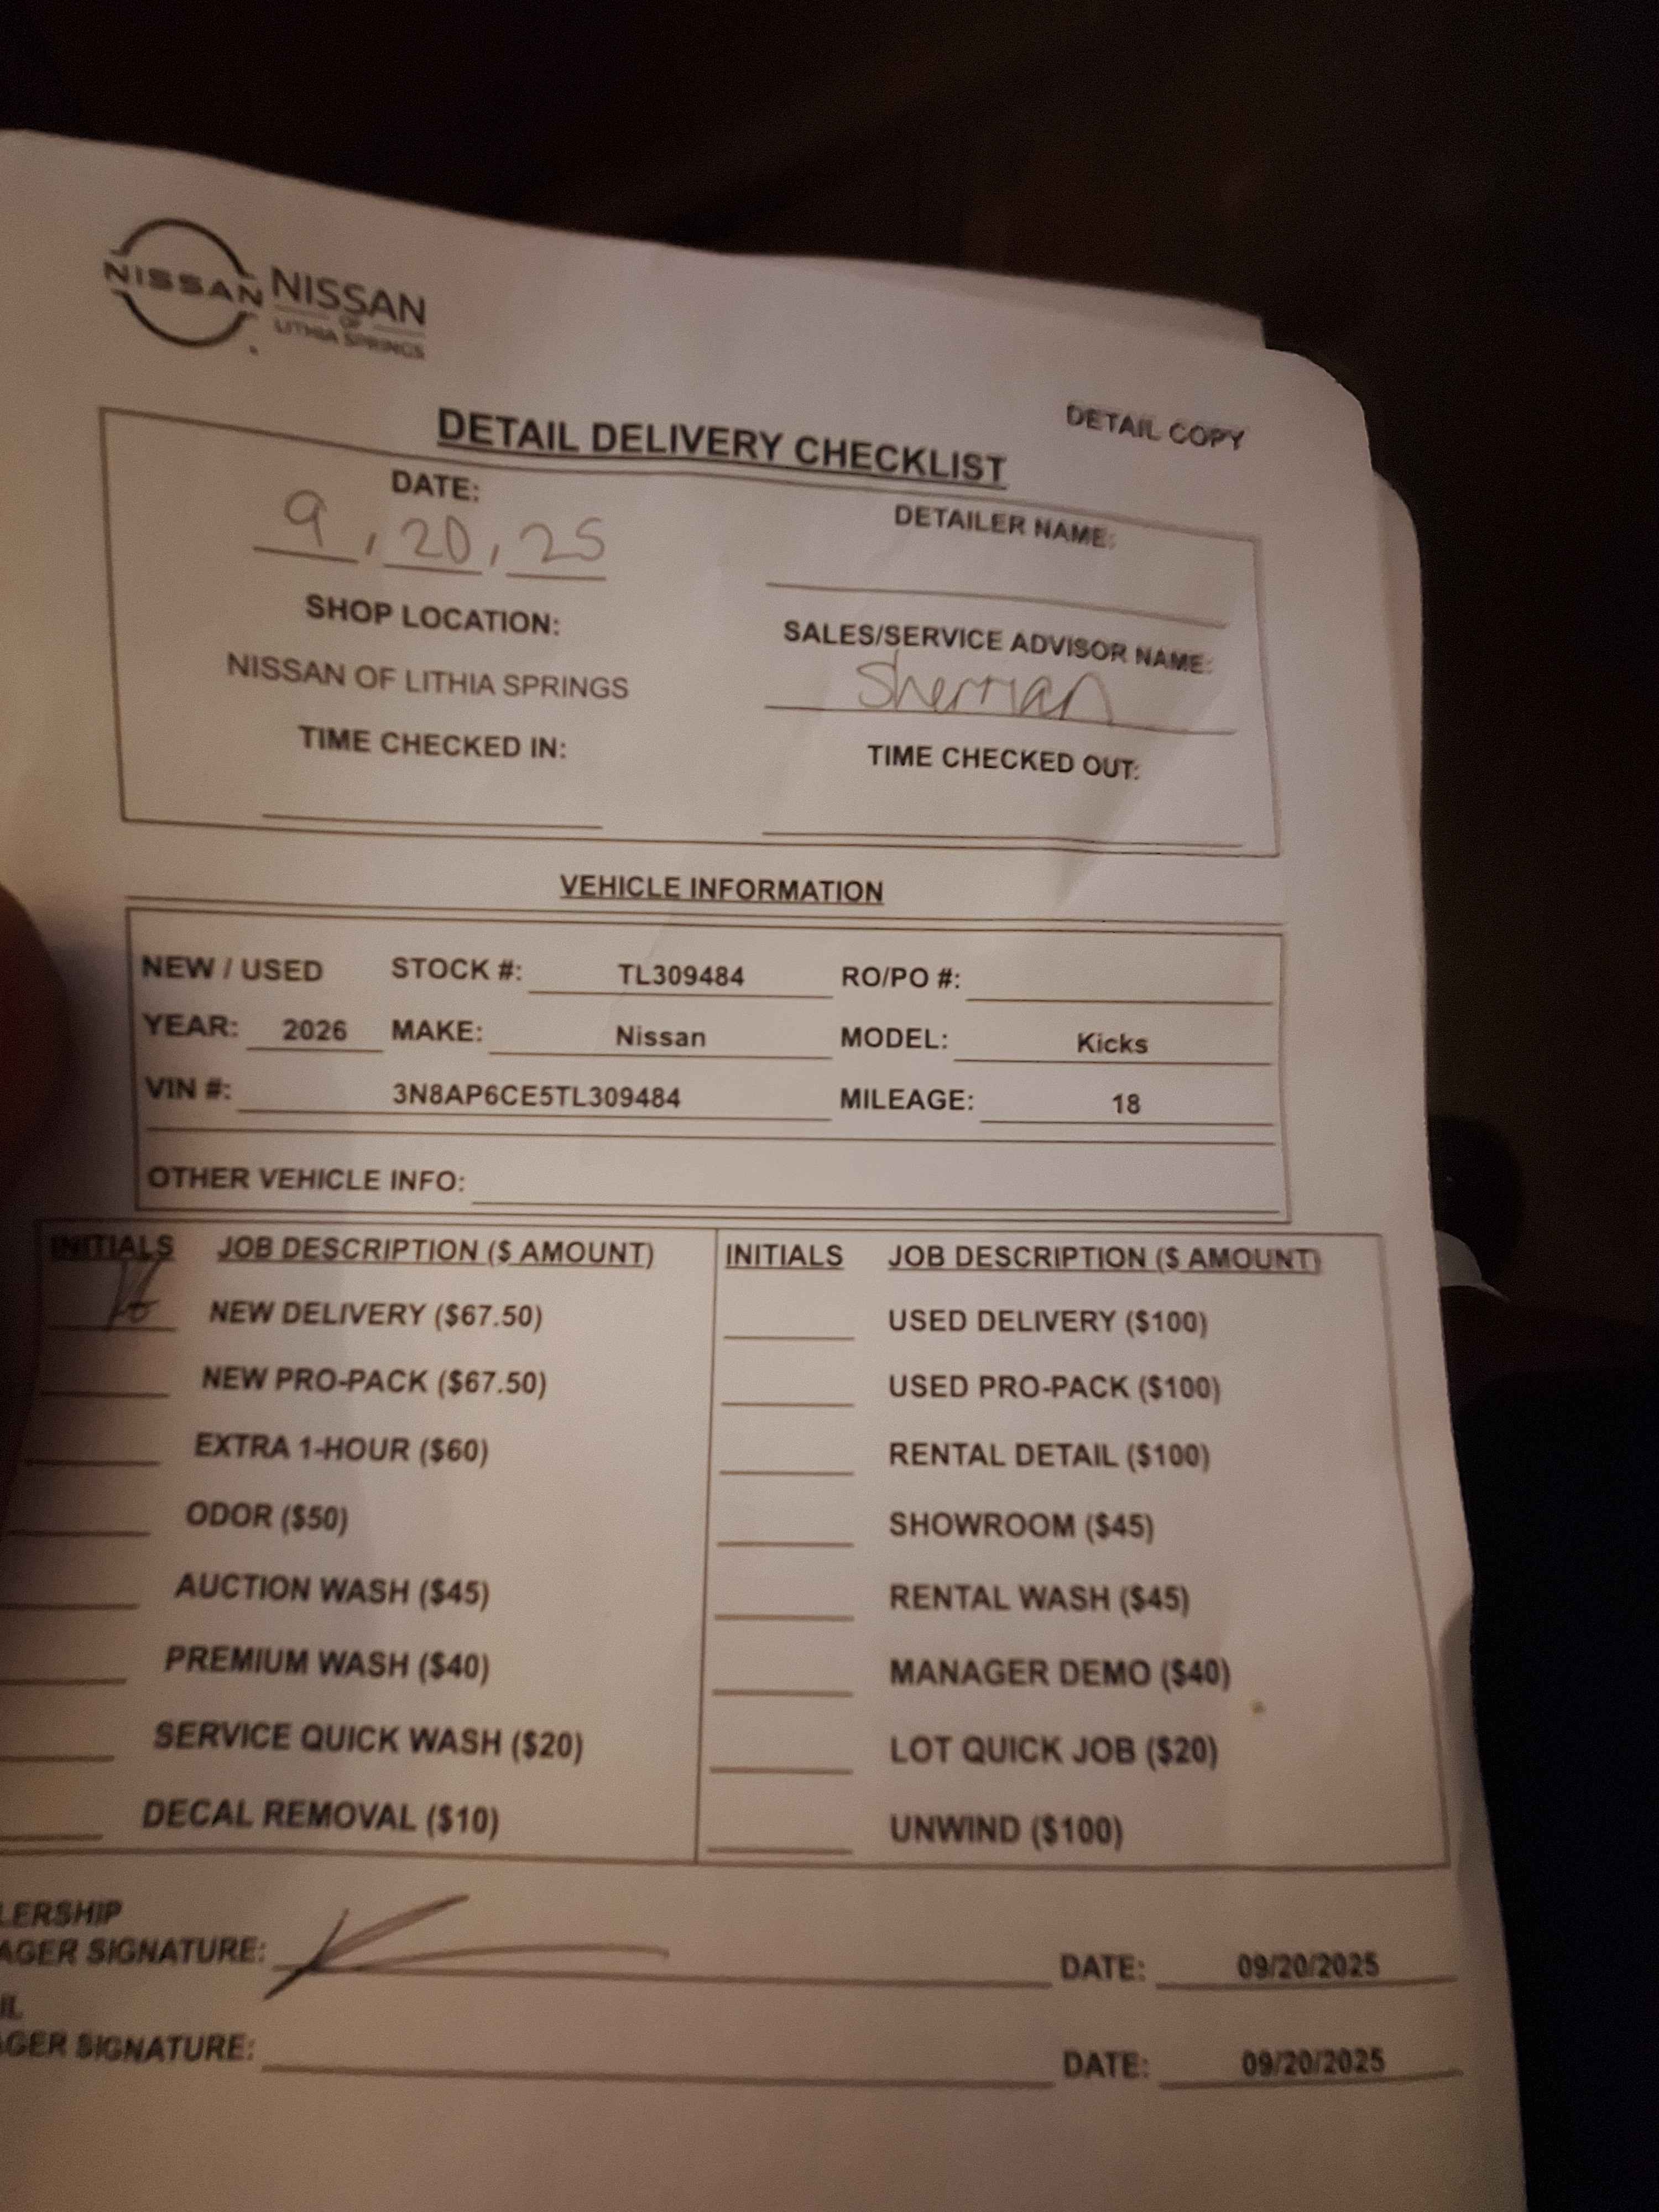 NISSAN NISSAN
OF
LITHIA SPRINGS
DETAIL COPY
DETAIL DELIVERY CHECKLIST
DATE: DETAILER NAME:
9, 20, 25
SHOP LOCATION: SALES/SERVICE ADVISOR NAME:
NISSAN OF LITHIA SPRINGS Sherman
TIME CHECKED IN: TIME CHECKED OUT:
VEHICLE INFORMATION
NEW / USED STOCK #: TL309484 RO/PO #:
YEAR: 2026 MAKE: Nissan MODEL: Kicks
VIN #: 3N8AP6CE5TL309484 MILEAGE: 18
OTHER VEHICLE INFO:
INITIALS JOB DESCRIPTION ($ AMOUNT) INITIALS JOB DESCRIPTION ($ AMOUNT)
NEW DELIVERY ($67.50) USED DELIVERY ($100)
NEW PRO-PACK ($67.50) USED PRO-PACK ($100)
EXTRA 1-HOUR ($60) RENTAL DETAIL ($100)
ODOR ($50) SHOWROOM ($45)
AUCTION WASH ($45) RENTAL WASH ($45)
PREMIUM WASH ($40) MANAGER DEMO ($40)
SERVICE QUICK WASH ($20) LOT QUICK JOB ($20)
DECAL REMOVAL ($10) UNWIND ($100)
LERSHIP
AGER SIGNATURE: DATE: 09/20/2025
IL
GER SIGNATURE: DATE: 09/20/2025